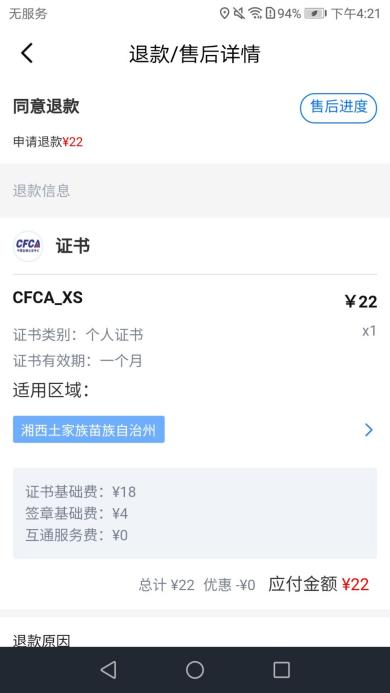 无服务
94%
下午4:21
退款/售后详情
同意退款
售后进度
申请退款¥22
退款信息
CFCA
证书
CFCA_XS
￥22
证书类别：个人证书
x1
证书有效期：一个月
适用区域：
湘西土家族苗族自治州
证书基础费：¥18
签章基础费：¥4
互通服务费：¥0
总计 ¥22 优惠 -¥0 应付金额 ¥22
退款原因